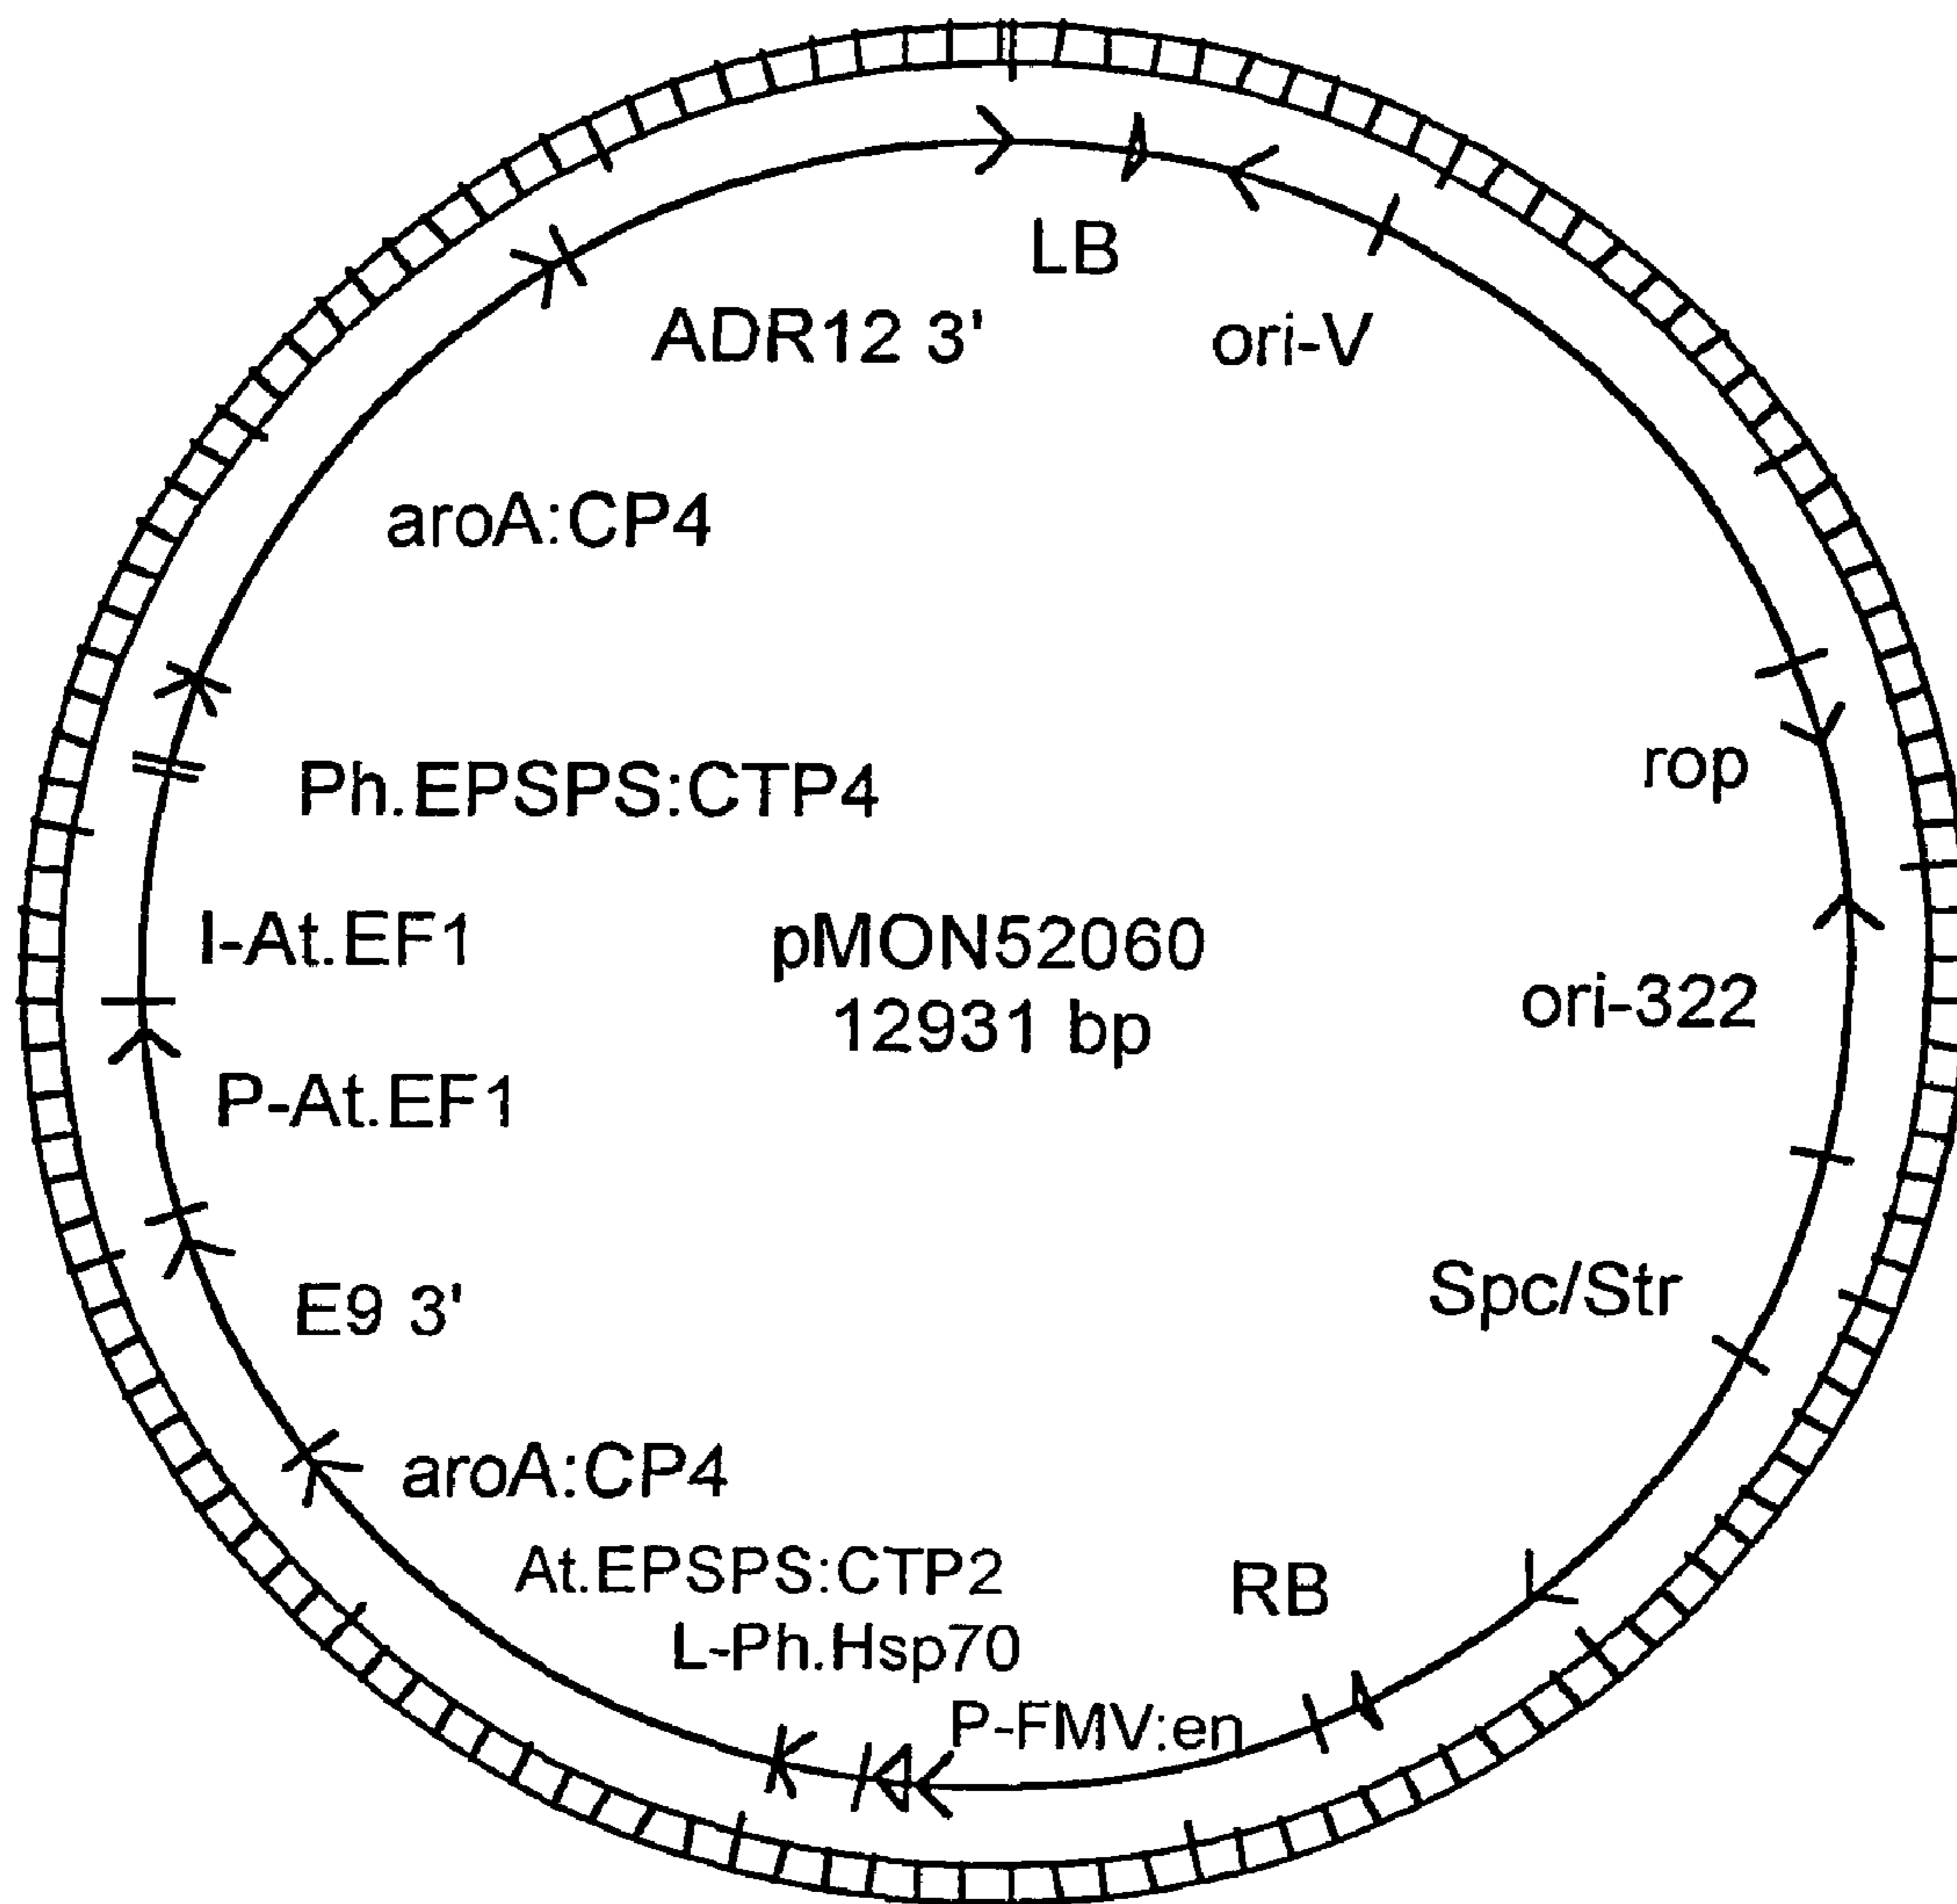 LB
ADR12 3'
ori-V
aroA:CP4
rop
Ph.EPSPS:CTP4
I-At.EF1
pMON52060
12931 bp
ori-322
P-At.EF1
Spc/Str
E9 3'
aroA:CP4
At.EPSPS:CTP2
RB
L-Ph.Hsp70
P-FMV:en